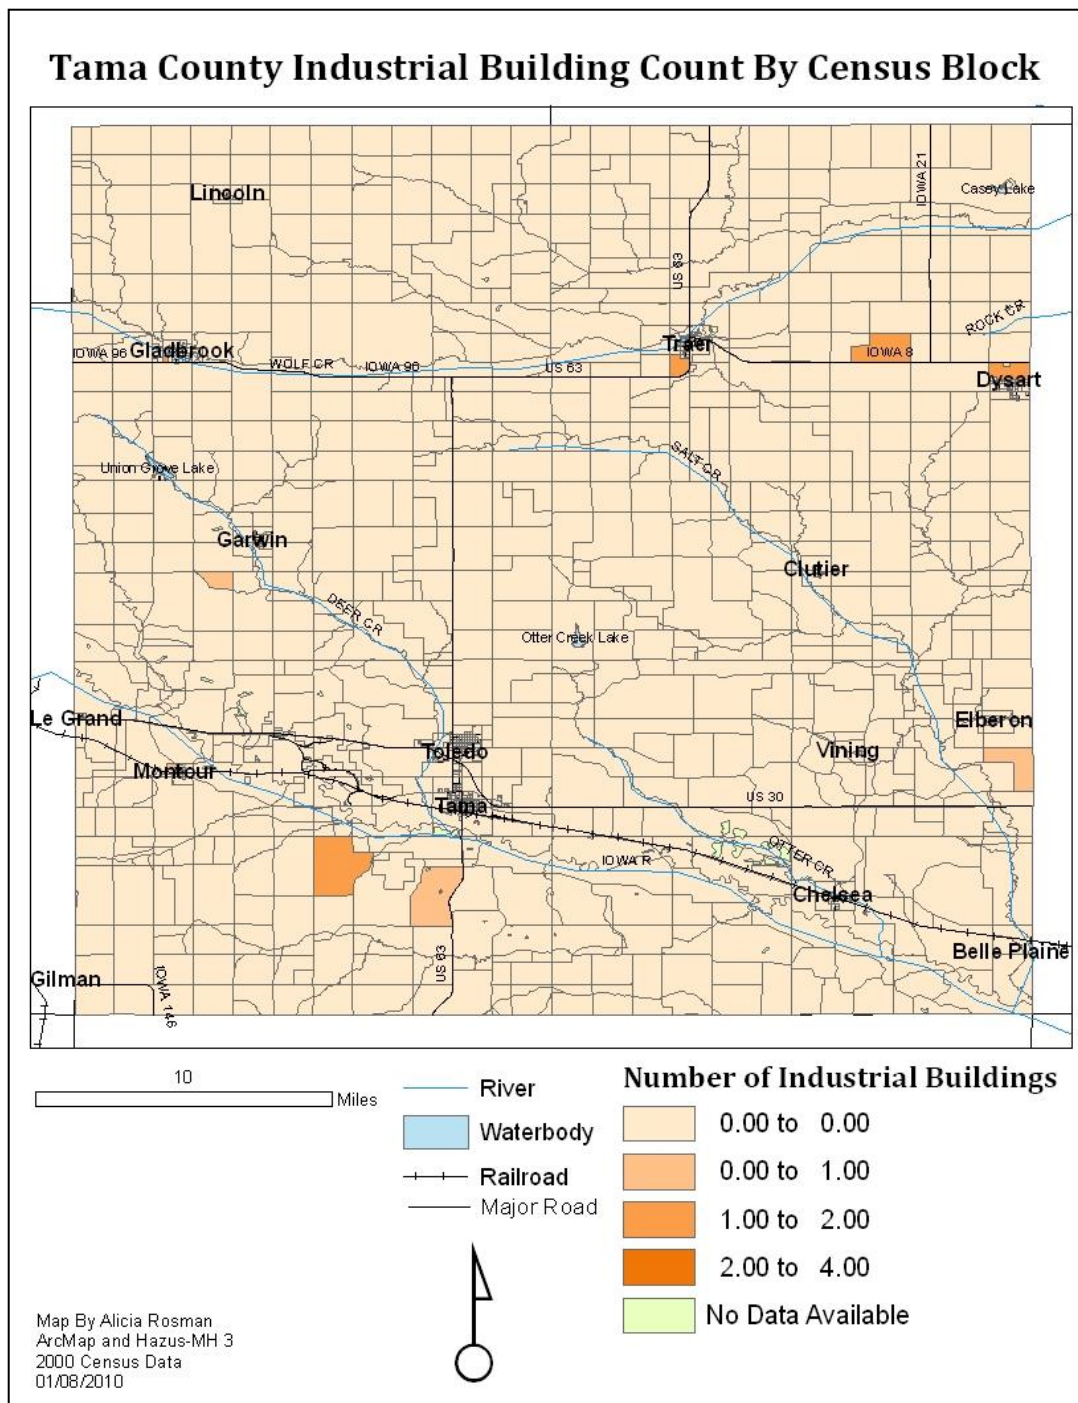 Tama County Industrial Building Count By Census Block
Lincoln
IOWA 21
Casey Lake
US 63
ROCK CR
IOWA 96
Gladbrook
WOLF CR
IOWA 96
US 63
Traer
IOWA 8
Dysart
SALT CR
Union Grove Lake
Garwin
Clutier
DEER CR
Otter Creek Lake
Le Grand
Elberon
Toledo
Vining
Montour
Tama
US 30
IOWA R
OTTER CR
Chelsea
US 63
Belle Plaine
Gilman
IOWA 146
10
Miles
River
Waterbody
Railroad
Major Road
Number of Industrial Buildings
0.00 to 0.00
0.00 to 1.00
1.00 to 2.00
2.00 to 4.00
No Data Available
Map By Alicia Rosman
ArcMap and Hazus-MH 3
2000 Census Data
01/08/2010